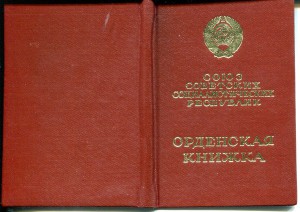 СОЮЗ
СОВЕТСКИХ
СОЦИАЛИСТИЧЕСКИХ
РЕСПУБЛИК
ОРДЕНСКАЯ
КНИЖКА